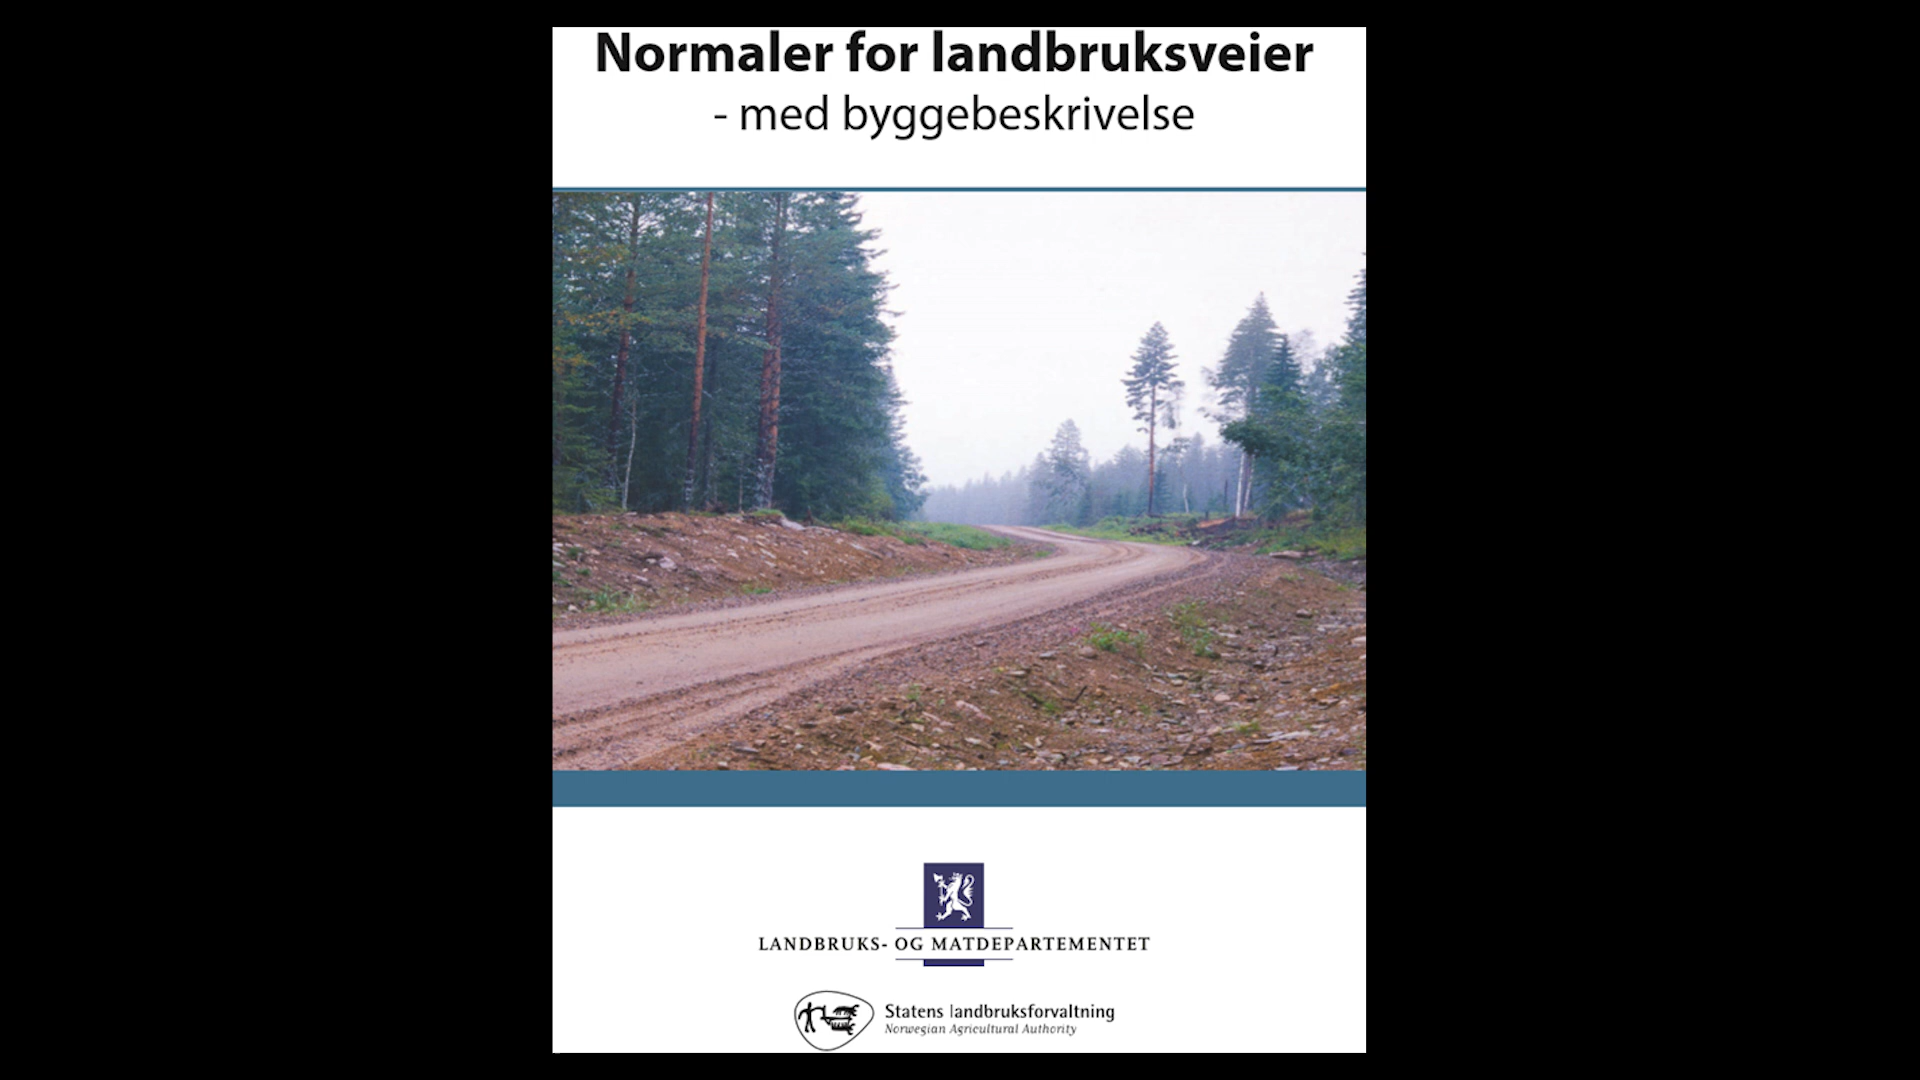 Normaler for landbruksveier
- med byggebeskrivelse
LANDBRUKS- OG MATDEPARTEMENTET
Statens landbruksforvaltning
Norwegian Agricultural Authority